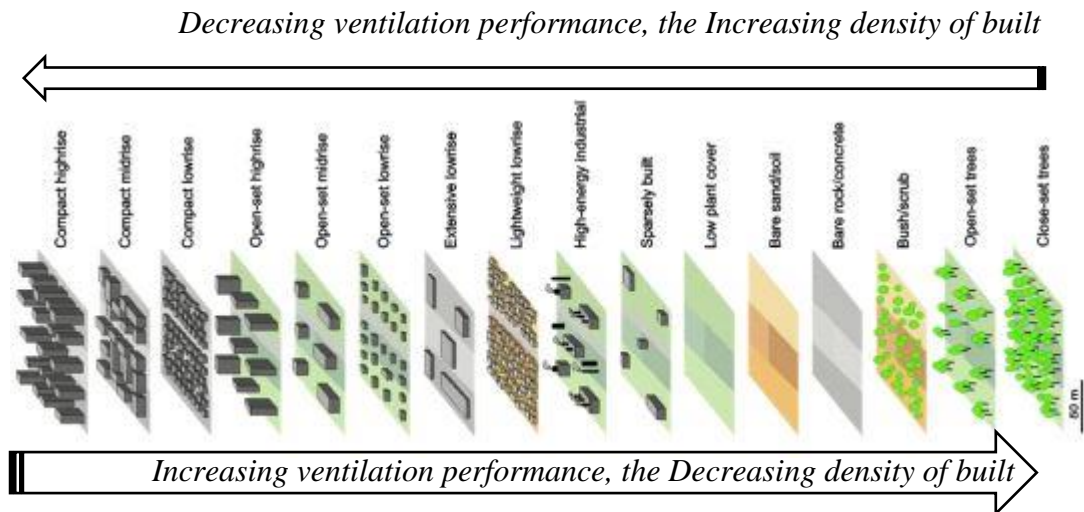 Decreasing ventilation performance, the Increasing density of built
Compact highrise
Compact midrise
Compact lowrise
Open-set highrise
Open-set midrise
Open-set lowrise
Extensive lowrise
Lightweight lowrise
High-energy industrial
Sparsely built
Low plant cover
Bare sand/soil
Bare rock/concrete
Bush/scrub
Open-set trees
Close-set trees
50 m
Increasing ventilation performance, the Decreasing density of built